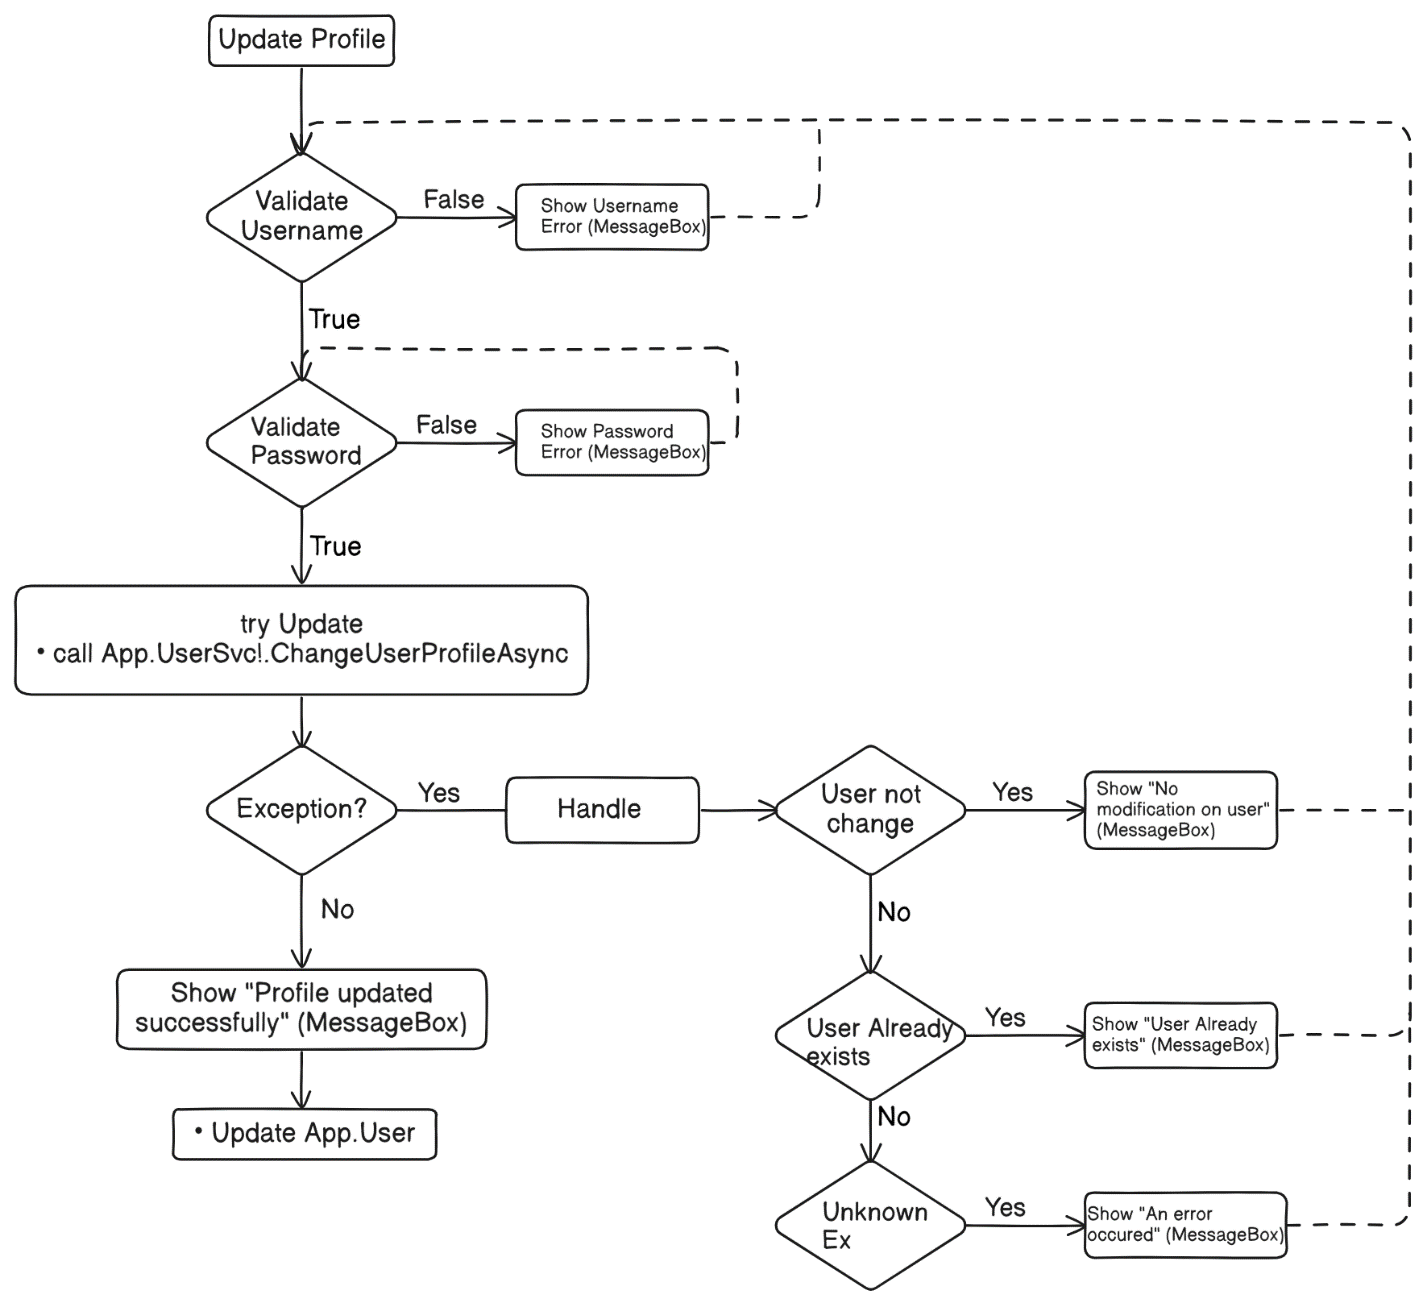 Update Profile
Validate
Username
False
Show Username
Error (MessageBox)
True
Validate
Password
False
Show Password
Error (MessageBox)
True
try Update
• call App.UserSvc!.ChangeUserProfileAsync
Exception?
Yes
Handle
User not
change
Yes
Show "No
modification on user"
(MessageBox)
No
No
Show "Profile updated
successfully" (MessageBox)
User Already
exists
Yes
Show "User Already
exists" (MessageBox)
• Update App.User
No
Unknown
Ex
Yes
Show "An error
occured" (MessageBox)